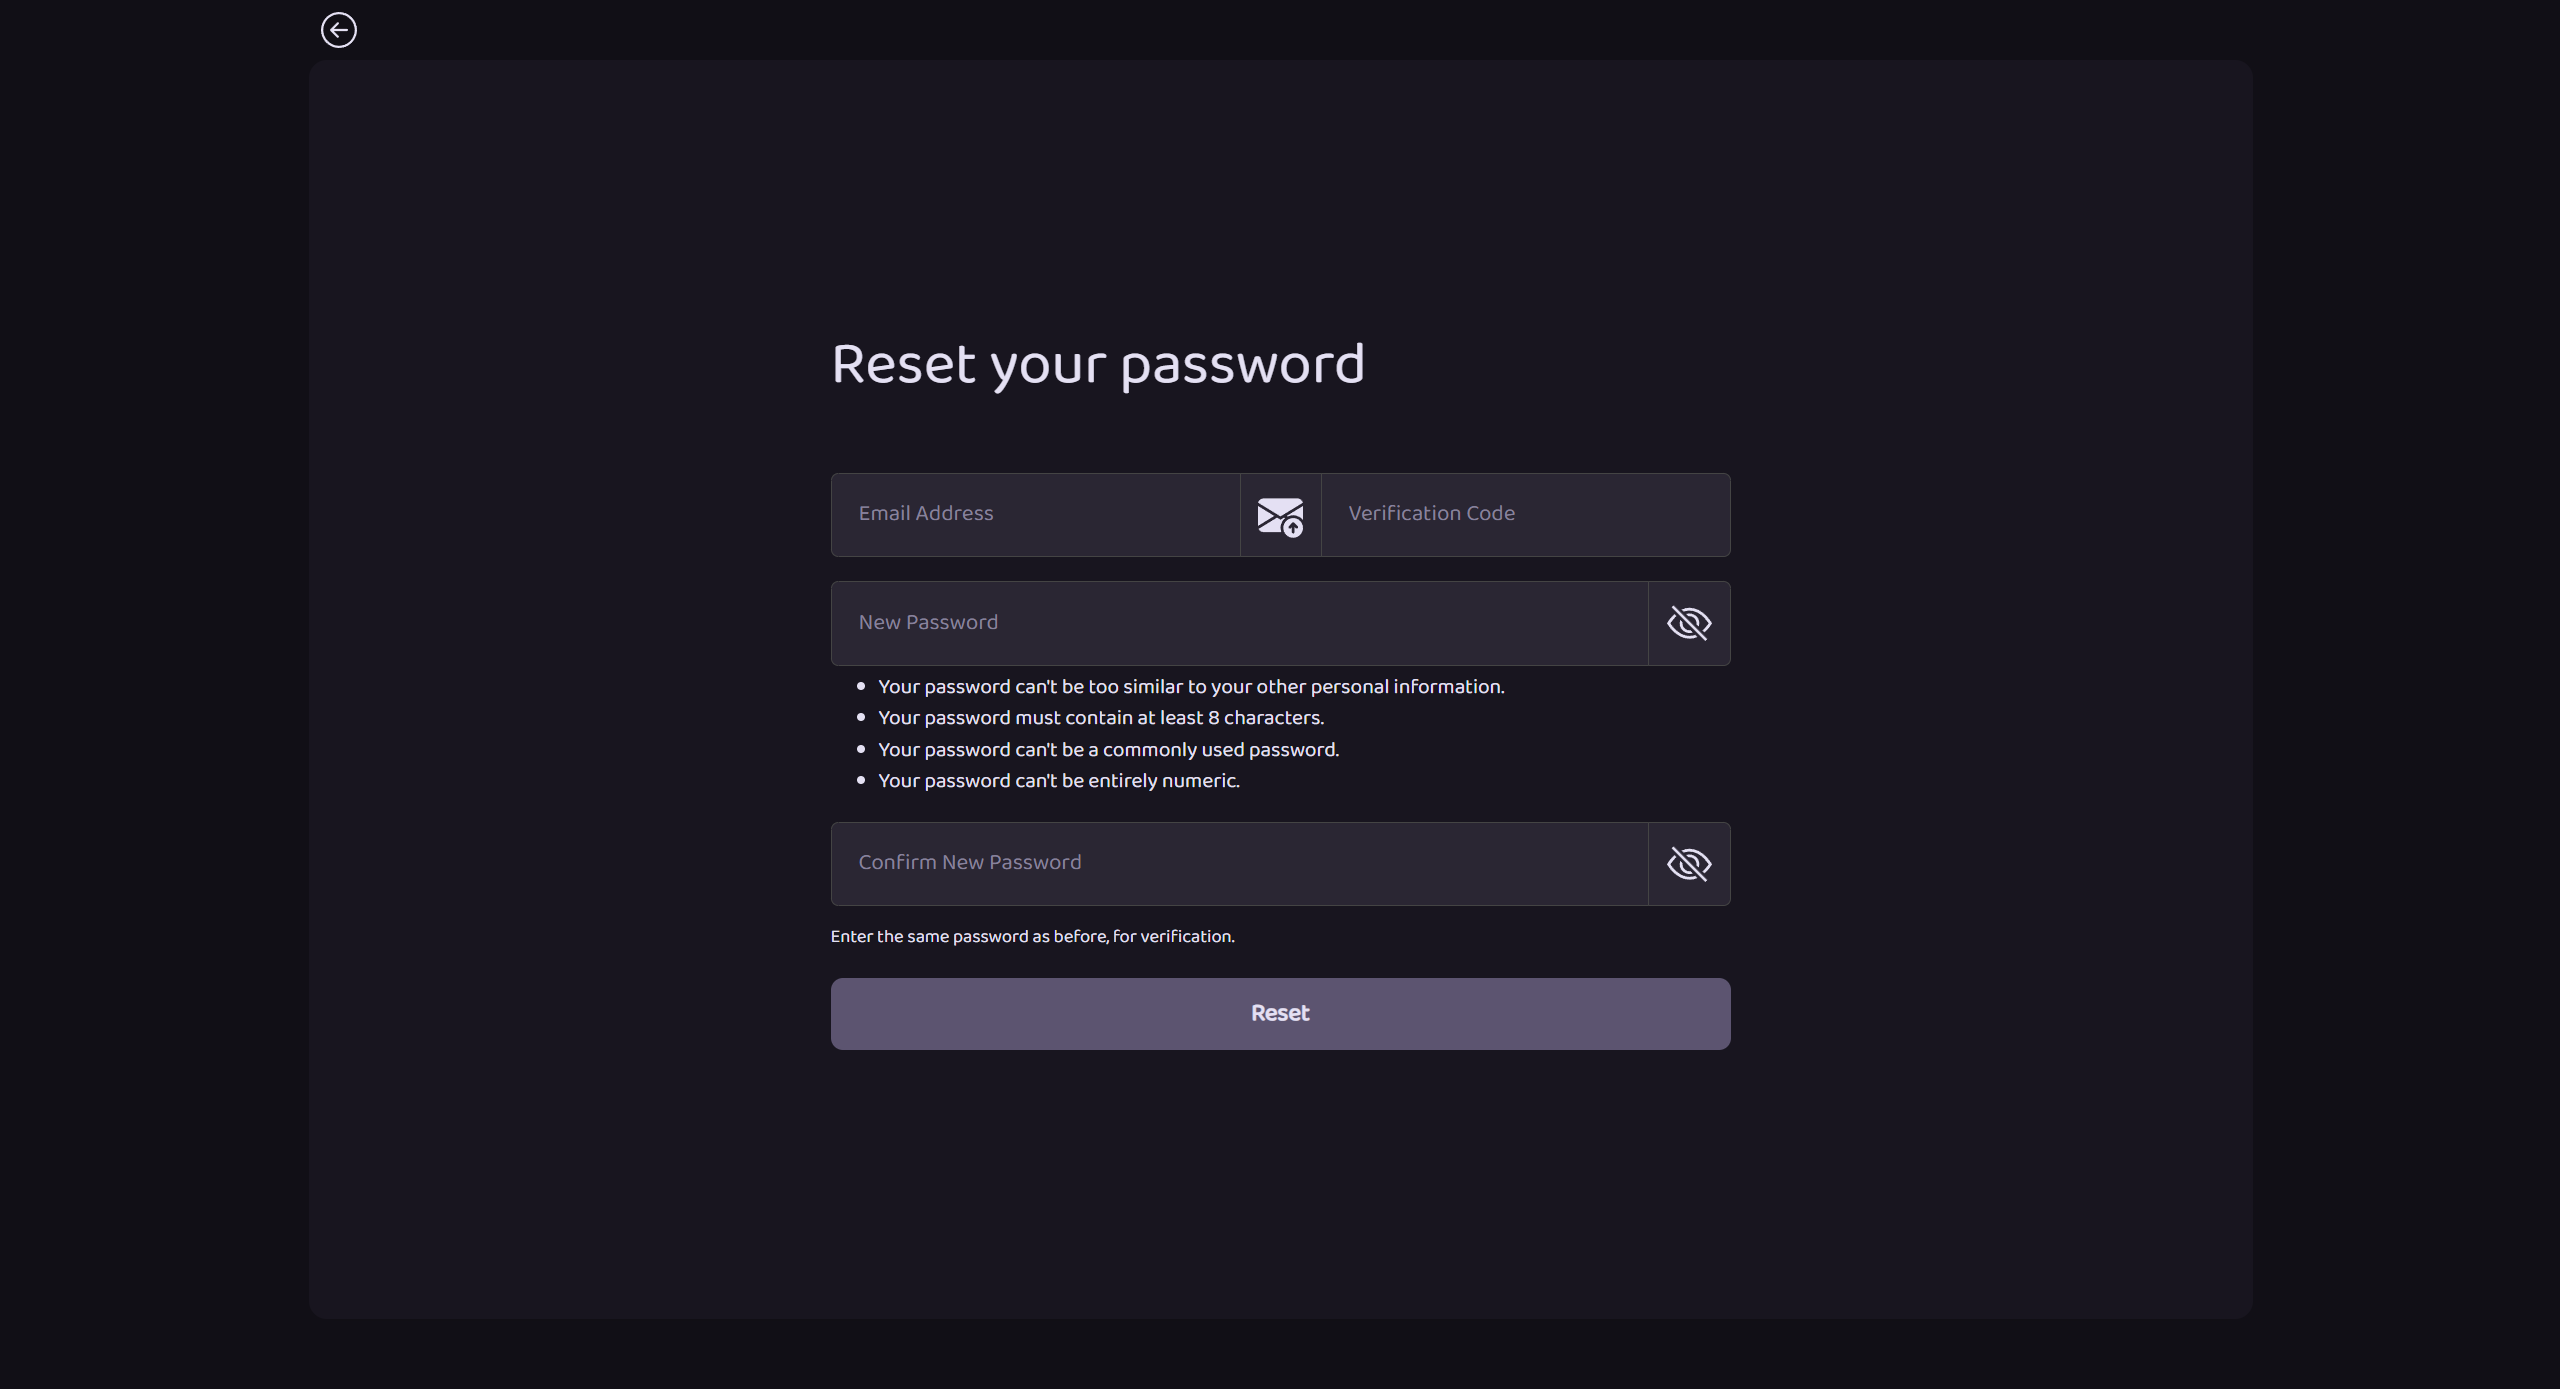 Reset your password
Email Address
Verification Code
New Password
Your password can't be too similar to your other personal information.
Your password must contain at least 8 characters.
Your password can't be a commonly used password.
Your password can't be entirely numeric.
Confirm New Password
Enter the same password as before, for verification.
Reset